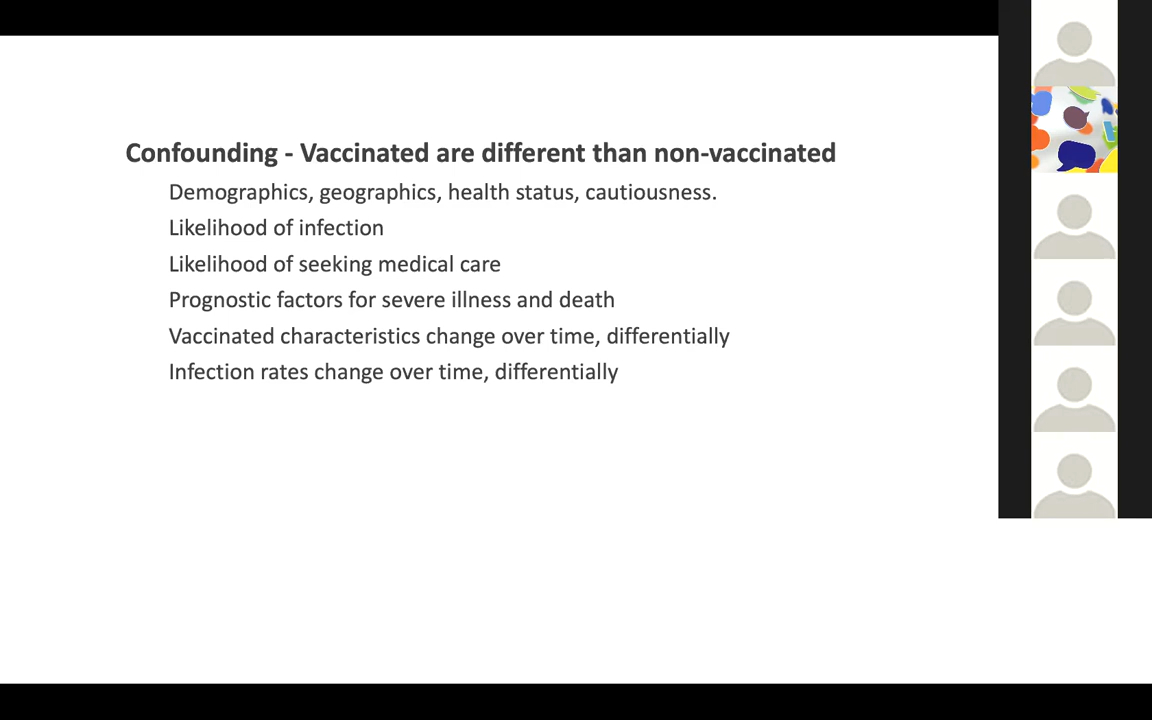 Confounding - Vaccinated are different than non-vaccinated
Demographics, geographics, health status, cautiousness.
Likelihood of infection
Likelihood of seeking medical care
Prognostic factors for severe illness and death
Vaccinated characteristics change over time, differentially
Infection rates change over time, differentially